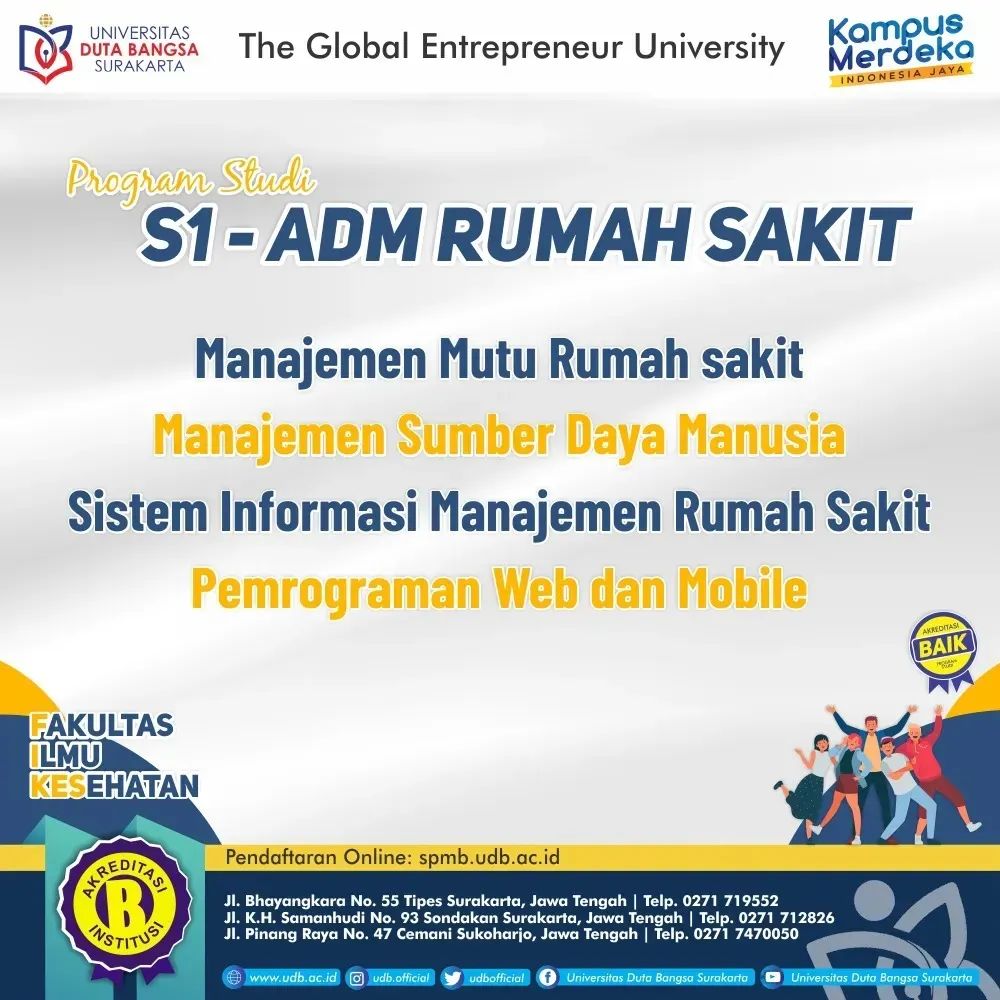 UNIVERSITAS
DUTA BANGSA
SURAKARTA
The Global Entrepreneur University
Kampus
Merdeka
INDONESIA JAYA
Program Studi
S1 - ADM RUMAH SAKIT
Manajemen Mutu Rumah sakit
Manajemen Sumber Daya Manusia
Sistem Informasi Manajemen Rumah Sakit
Pemrograman Web dan Mobile
AKREDITASI
BAIK
PROGRAM
STUDI
FAKULTAS
ILMU
KESEHATAN
Pendaftaran Online: spmb.udb.ac.id
AKREDITASI
B
INSTITUSI
Jl. Bhayangkara No. 55 Tipes Surakarta, Jawa Tengah | Telp. 0271 719552
Jl. K.H. Samanhudi No. 93 Sondakan Surakarta, Jawa Tengah | Telp. 0271 712826
Jl. Pinang Raya No. 47 Cemani Sukoharjo, Jawa Tengah | Telp. 0271 7470050
www.udb.ac.id udb.official udbofficial Universitas Duta Bangsa Surakarta Universitas Duta Bangsa Surakarta